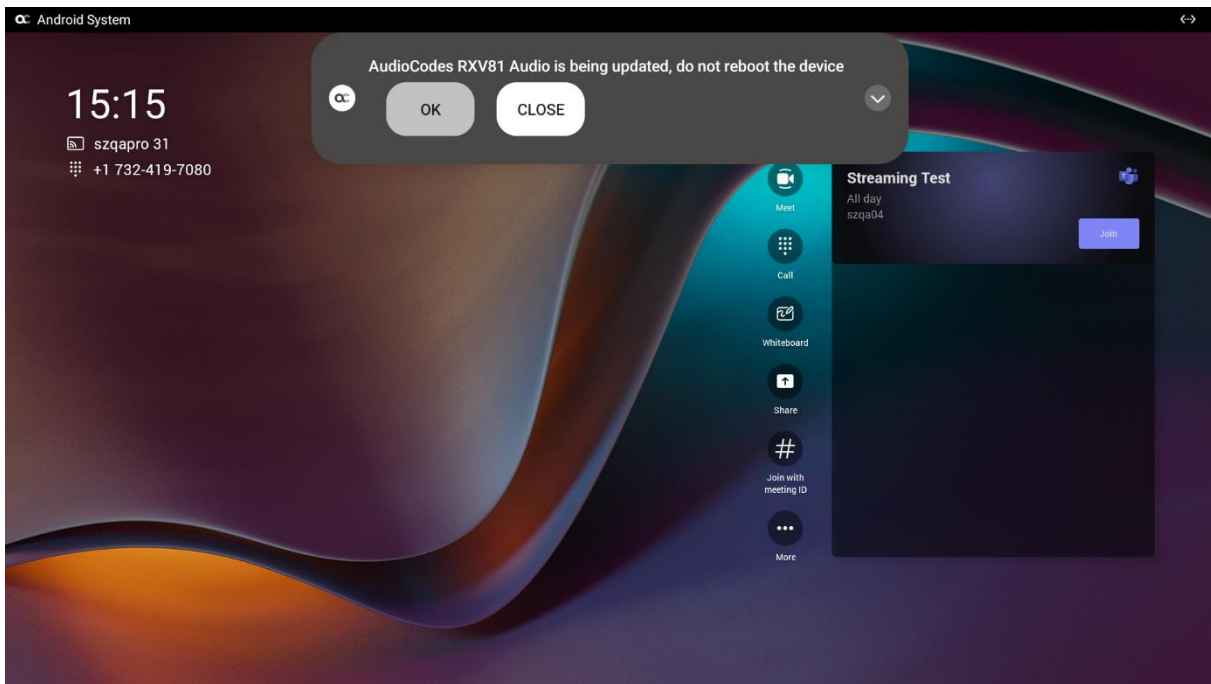 Android System
AudioCodes RXV81 Audio is being updated, do not reboot the device
OK
CLOSE
15:15
szqapro 31
+1 732-419-7080
Meet
Call
Whiteboard
Share
#
Join with
meeting ID
More
Streaming Test
All day
szqa04
Join